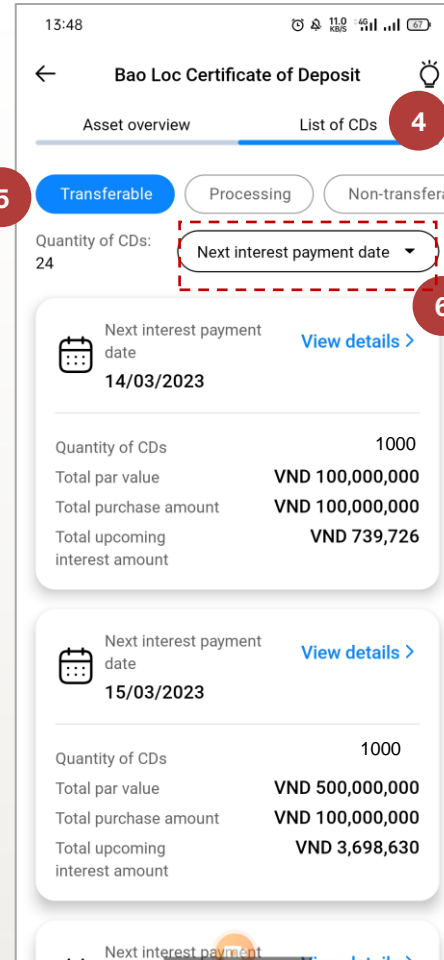 13:48
11.0 KB/S 4G 67
Bao Loc Certificate of Deposit
Asset overview
List of CDs
4
5
Transferable
Processing
Non-transfera
Quantity of CDs:
24
Next interest payment date
6
Next interest payment
date
14/03/2023
View details >
Quantity of CDs 1000
Total par value VND 100,000,000
Total purchase amount VND 100,000,000
Total upcoming VND 739,726
interest amount
Next interest payment
date
15/03/2023
View details >
Quantity of CDs 1000
Total par value VND 500,000,000
Total purchase amount VND 100,000,000
Total upcoming VND 3,698,630
interest amount
Next interest payment